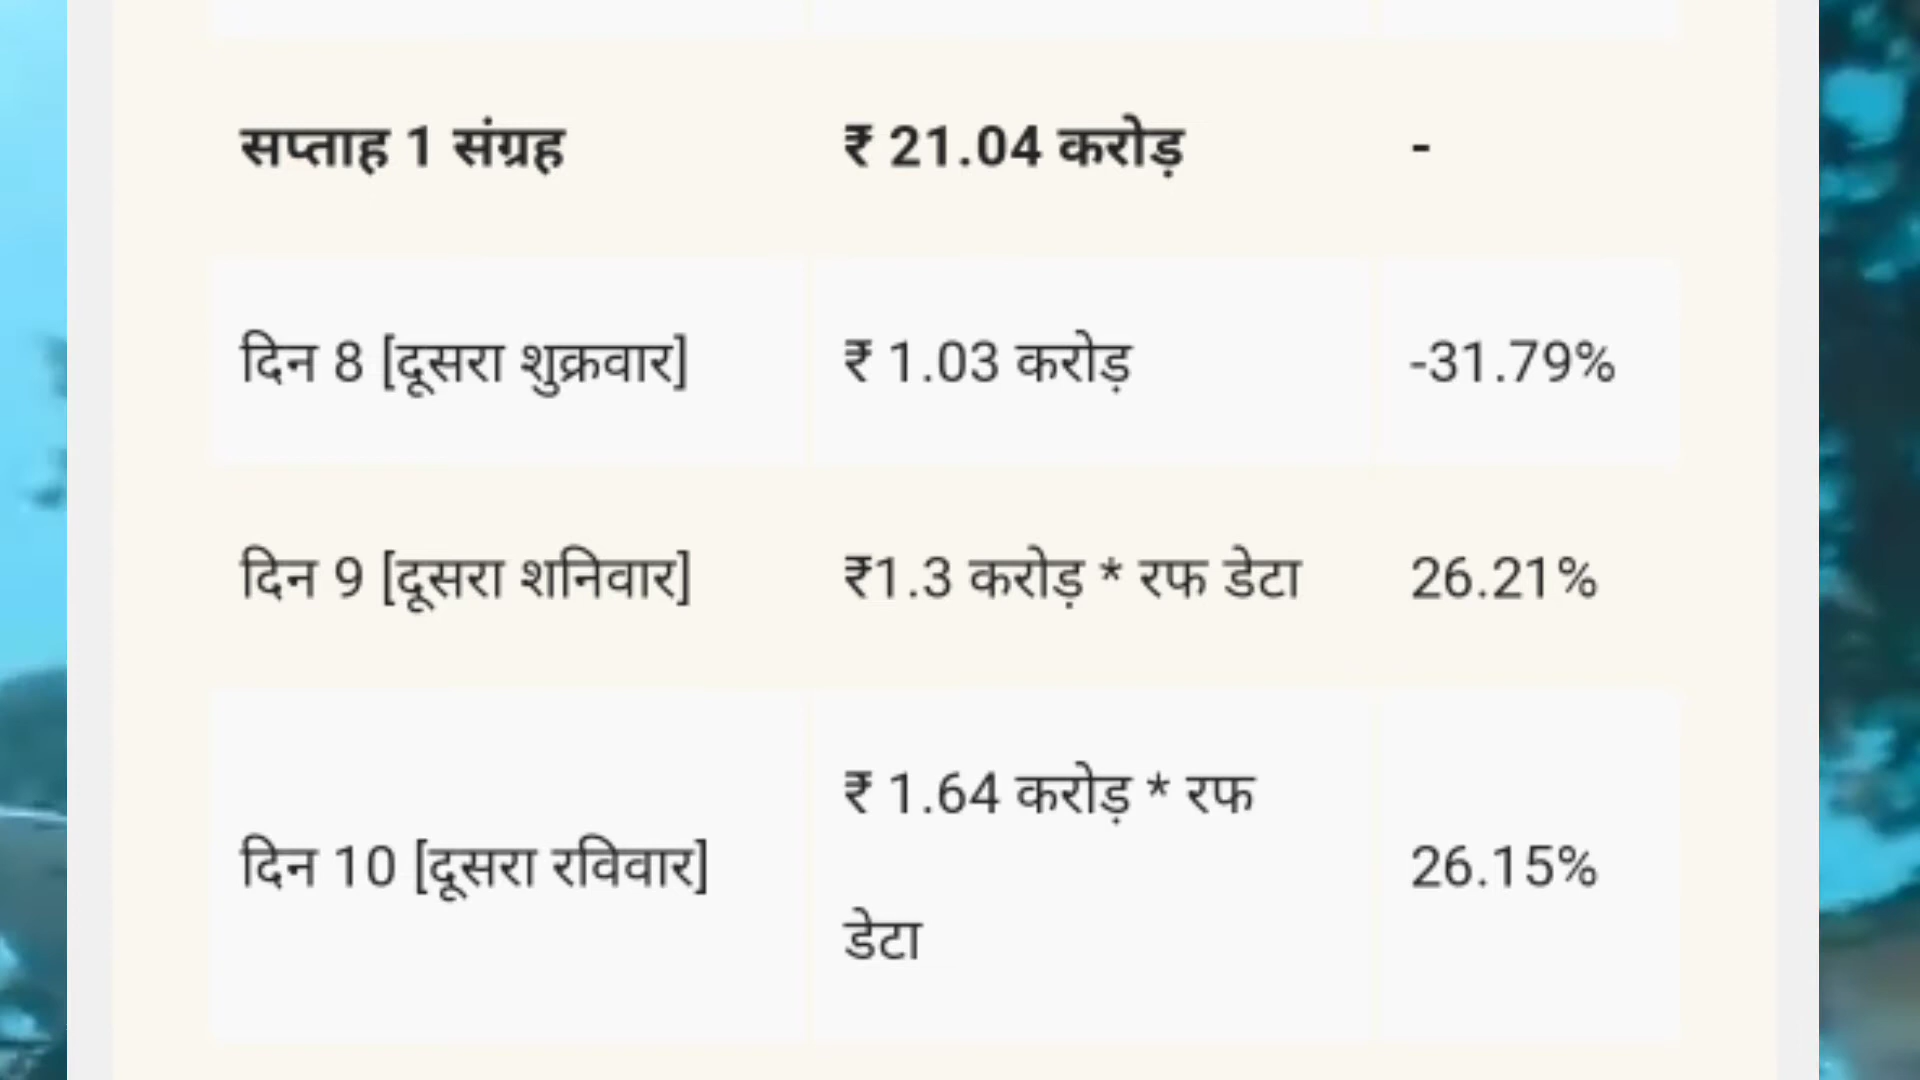 सप्ताह 1 संग्रह ₹ 21.04 करोड़ -
दिन 8 [दूसरा शुक्रवार] ₹ 1.03 करोड़ -31.79%
दिन 9 [दूसरा शनिवार] ₹1.3 करोड़ * रफ डेटा 26.21%
दिन 10 [दूसरा रविवार] ₹ 1.64 करोड़ * रफ
डेटा 26.15%